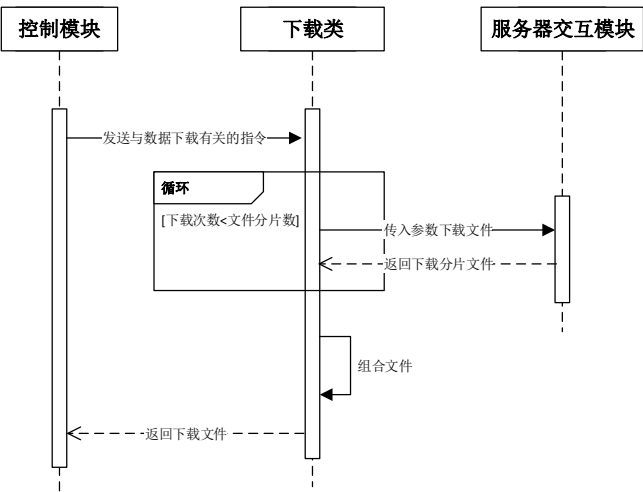 控制模块
下载类
服务器交互模块
发送与数据下载有关的指令
循环
[下载次数<文件分片数]
传入参数下载文件
返回下载分片文件
组合文件
返回下载文件